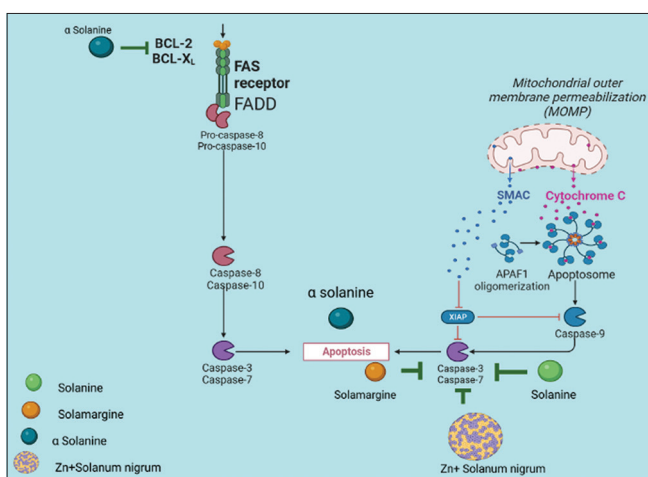 α Solanine
BCL-2
BCL-XL
FAS
receptor
FADD
Pro-caspase-8
Pro-caspase-10
Caspase-8
Caspase-10
Caspase-3
Caspase-7
Mitochondrial outer
membrane permeabilization
(MOMP)
SMAC
Cytochrome C
APAF1
oligomerization
Apoptosome
XIAP
Caspase-9
α solanine
Apoptosis
Caspase-3
Caspase-7
Solamargine
Solanine
Zn+ Solanum nigrum
Solanine
Solamargine
α Solanine
Zn+Solanum nigrum